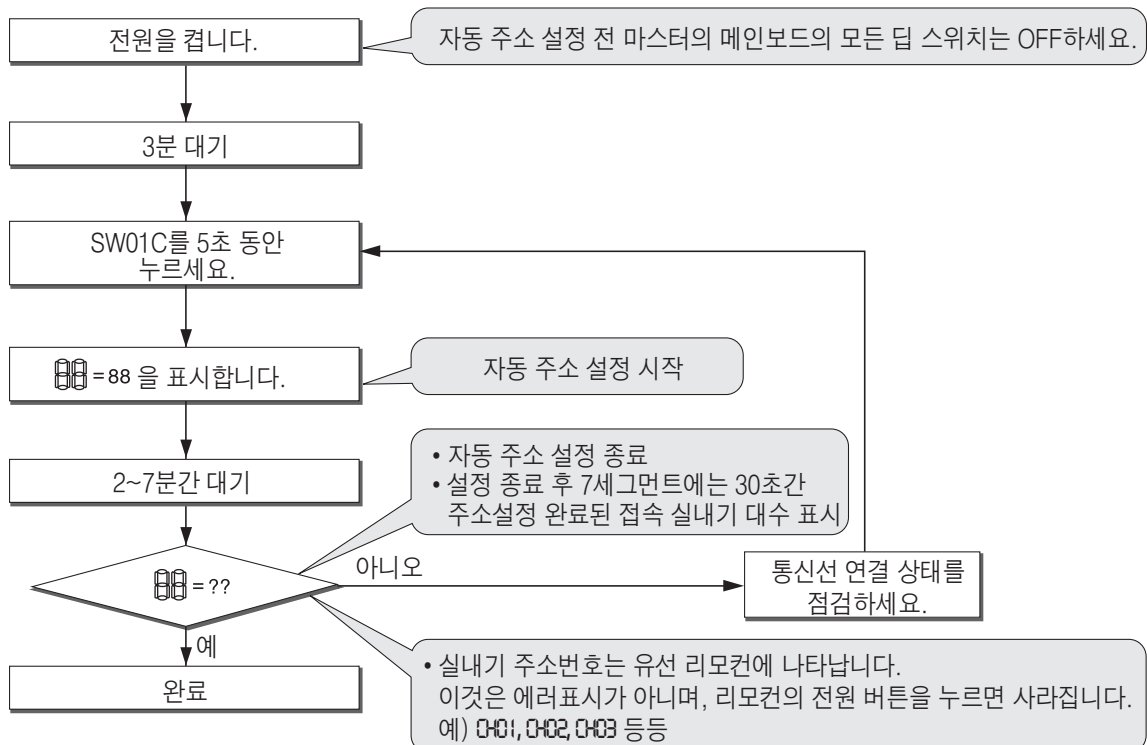 전원을 켭니다.
자동 주소 설정 전 마스터의 메인보드의 모든 딥 스위치는 OFF하세요.
3분 대기
SW01C를 5초 동안
누르세요.
88 = 88 을 표시합니다.
자동 주소 설정 시작
2~7분간 대기
• 자동 주소 설정 종료
• 설정 종료 후 7세그먼트에는 30초간
주소설정 완료된 접속 실내기 대수 표시
88 = ??
아니오
통신선 연결 상태를
점검하세요.
예
완료
• 실내기 주소번호는 유선 리모컨에 나타납니다.
이것은 에러표시가 아니며, 리모컨의 전원 버튼을 누르면 사라집니다.
예) CH01, CH02, CH03 등등